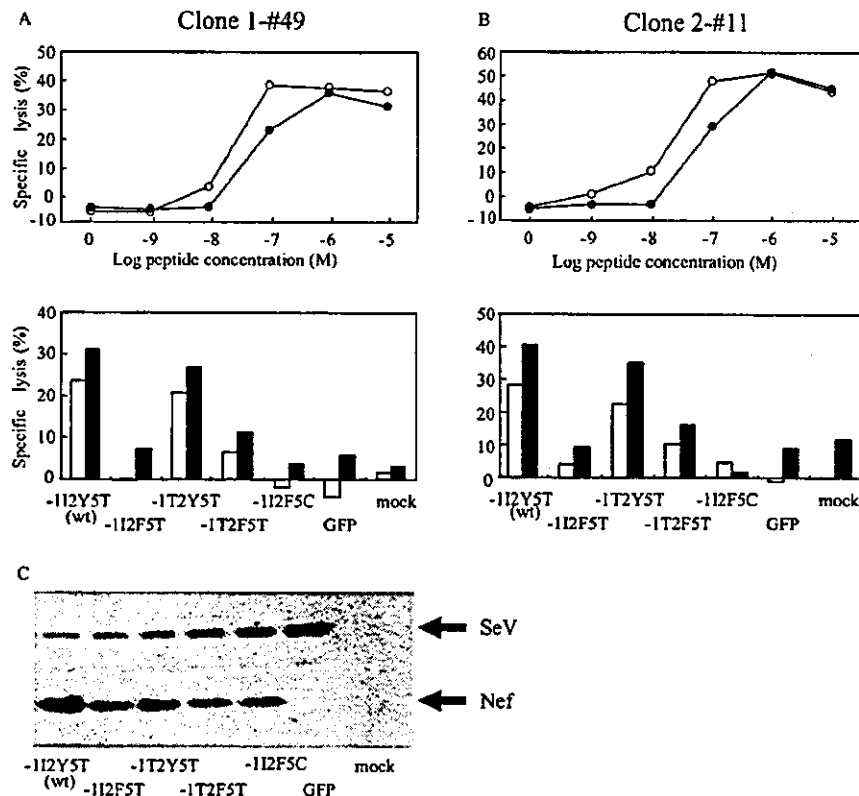 A
Clone 1-#49
B
Clone 2-#11
Specific lysis (%)
50
40
30
20
10
0
-10
0 -9 -8 -7 -6 -5
Log peptide concentration (M)
60
50
40
30
20
10
0
-10
0 -9 -8 -7 -6 -5
Log peptide concentration (M)
Specific lysis (%)
40
30
20
10
0
-1I2Y5T
(wt)
-1I2F5T
-1T2Y5T
-1T2F5T
-1I2F5C
GFP
mock
50
40
30
20
10
0
-1I2Y5T
(wt)
-1I2F5T
-1T2Y5T
-1T2F5T
-1I2F5C
GFP
mock
C
SeV
Nef
-1I2Y5T
(wt)
-1I2F5T
-1T2Y5T
-1T2F5T
-1I2F5C
GFP
mock